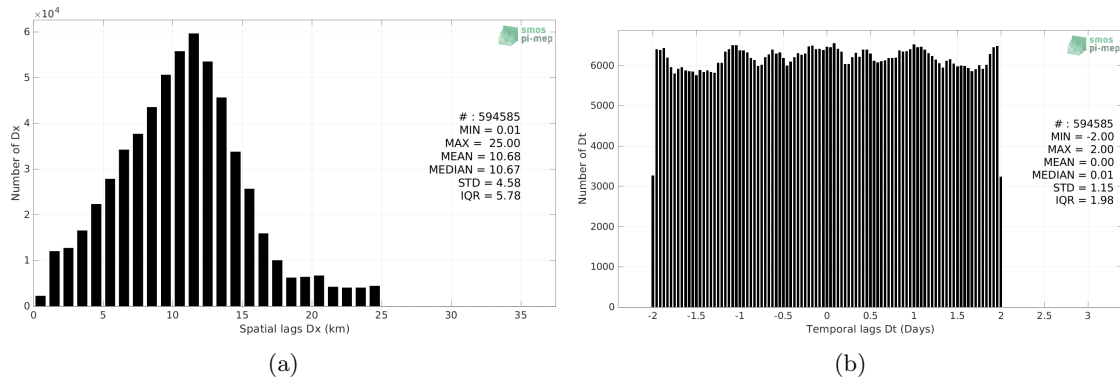 ×10⁴
6
5
4
3
2
1
0
Number of Dx
0 5 10 15 20 25 30 35
Spatial lags Dx (km)
smos
pi-mep
# : 594585
MIN = 0.01
MAX = 25.00
MEAN = 10.68
MEDIAN = 10.67
STD = 4.58
IQR = 5.78
(a)
6000
5000
4000
3000
2000
1000
0
Number of Dt
-2 -1.5 -1 -0.5 0 0.5 1 1.5 2 2.5 3
Temporal lags Dt (Days)
smos
pi-mep
# : 594585
MIN = -2.00
MAX = 2.00
MEAN = 0.00
MEDIAN = 0.01
STD = 1.15
IQR = 1.98
(b)